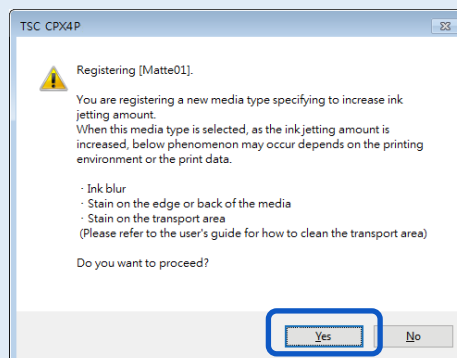 TSC CPX4P
Registering [Matte01].
You are registering a new media type specifying to increase ink
jetting amount.
When this media type is selected, as the ink jetting amount is
increased, below phenomenon may occur depends on the printing
environment or the print data.
· Ink blur
· Stain on the edge or back of the media
· Stain on the transport area
(Please refer to the user's guide for how to clean the transport area)
Do you want to proceed?
Yes No